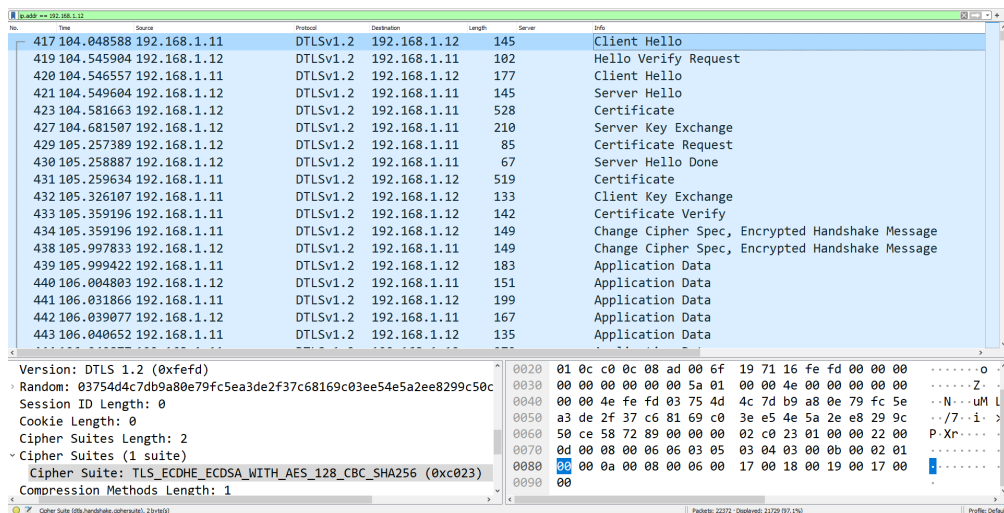 ip.addr == 192.168.1.12
No. Time Source Protocol Destination Length Server Info
417 104.048588 192.168.1.11 DTLSv1.2 192.168.1.12 145 Client Hello
419 104.545904 192.168.1.12 DTLSv1.2 192.168.1.11 102 Hello Verify Request
420 104.546557 192.168.1.11 DTLSv1.2 192.168.1.12 177 Client Hello
421 104.549604 192.168.1.12 DTLSv1.2 192.168.1.11 145 Server Hello
423 104.581663 192.168.1.12 DTLSv1.2 192.168.1.11 528 Certificate
427 104.681507 192.168.1.12 DTLSv1.2 192.168.1.11 210 Server Key Exchange
429 105.257389 192.168.1.12 DTLSv1.2 192.168.1.11 85 Certificate Request
430 105.258887 192.168.1.12 DTLSv1.2 192.168.1.11 67 Server Hello Done
431 105.259634 192.168.1.11 DTLSv1.2 192.168.1.12 519 Certificate
432 105.326107 192.168.1.11 DTLSv1.2 192.168.1.12 133 Client Key Exchange
433 105.359196 192.168.1.11 DTLSv1.2 192.168.1.12 142 Certificate Verify
434 105.359196 192.168.1.11 DTLSv1.2 192.168.1.12 149 Change Cipher Spec, Encrypted Handshake Message
438 105.997833 192.168.1.12 DTLSv1.2 192.168.1.11 149 Change Cipher Spec, Encrypted Handshake Message
439 105.999422 192.168.1.11 DTLSv1.2 192.168.1.12 183 Application Data
440 106.004803 192.168.1.12 DTLSv1.2 192.168.1.11 151 Application Data
441 106.031866 192.168.1.11 DTLSv1.2 192.168.1.12 199 Application Data
442 106.039077 192.168.1.12 DTLSv1.2 192.168.1.11 167 Application Data
443 106.040652 192.168.1.11 DTLSv1.2 192.168.1.12 135 Application Data
Version: DTLS 1.2 (0xfefd)
Random: 03754d4c7db9a80e79fc5ea3de2f37c68169c03ee54e5a2ee8299c50c
Session ID Length: 0
Cookie Length: 0
Cipher Suites Length: 2
Cipher Suites (1 suite)
Cipher Suite: TLS_ECDHE_ECDSA_WITH_AES_128_CBC_SHA256 (0xc023)
Compression Methods Length: 1
0020 01 0c c0 0c 08 ad 00 6f 19 71 16 fe fd 00 00 00 ·······o ·
0030 00 00 00 00 00 00 5a 01 00 00 4e 00 00 00 00 00 ······Z·
0040 00 00 4e fe fd 03 75 4d 4c 7d b9 a8 0e 79 fc 5e ··N···uM L
0050 a3 de 2f 37 c6 81 69 c0 3e e5 4e 5a 2e e8 29 9c ··/7··i· >
0060 50 ce 58 72 89 00 00 00 02 c0 23 01 00 00 22 00 P·Xr····
0070 0d 00 08 00 06 06 03 05 03 04 03 00 0b 00 02 01
0080 00 00 0a 00 08 00 06 00 17 00 18 00 19 00 17 00
0090 00
Cipher Suite (dtls.handshake.ciphersuite), 2 byte(s) Packets: 22372 · Displayed: 21729 (97.1%) Profile: Defau